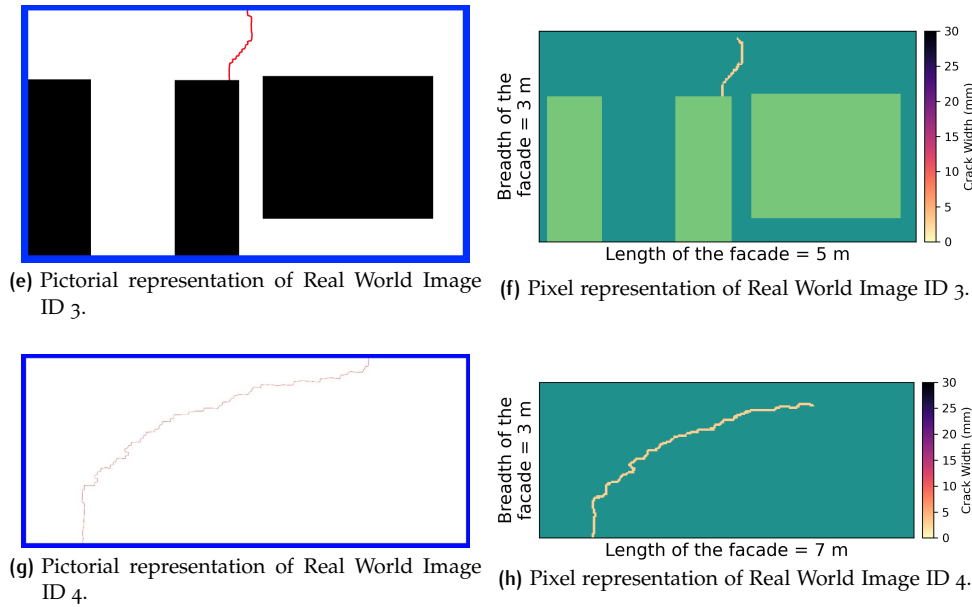 Breadth of the
facade = 3 m
Length of the facade = 5 m
30
25
20
15
10
5
0
Crack Width (mm)
(e) Pictorial representation of Real World Image
ID 3.
(f) Pixel representation of Real World Image ID 3.
Breadth of the
facade = 3 m
Length of the facade = 7 m
30
25
20
15
10
5
0
Crack Width (mm)
(g) Pictorial representation of Real World Image
ID 4.
(h) Pixel representation of Real World Image ID 4.